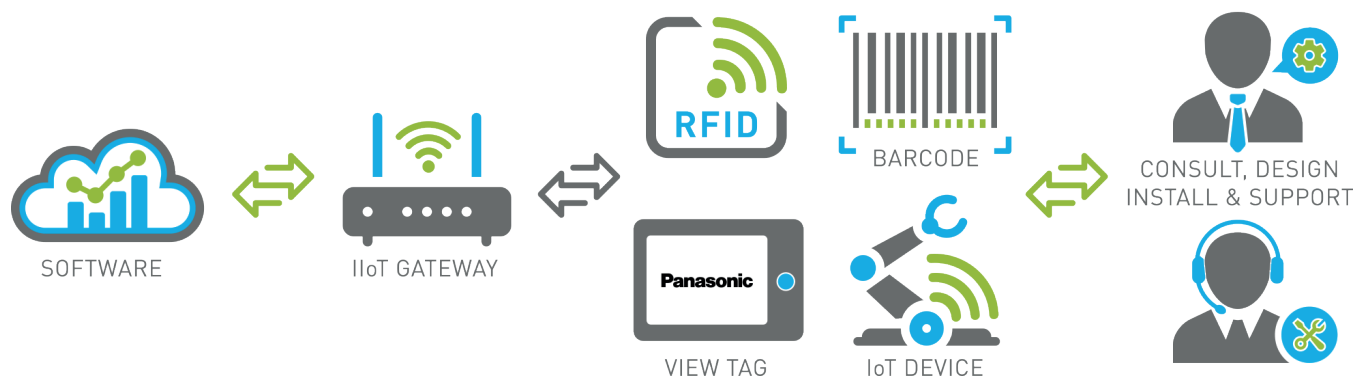 SOFTWARE
IIoT GATEWAY
RFID
BARCODE
Panasonic
VIEW TAG
IoT DEVICE
CONSULT, DESIGN
INSTALL & SUPPORT